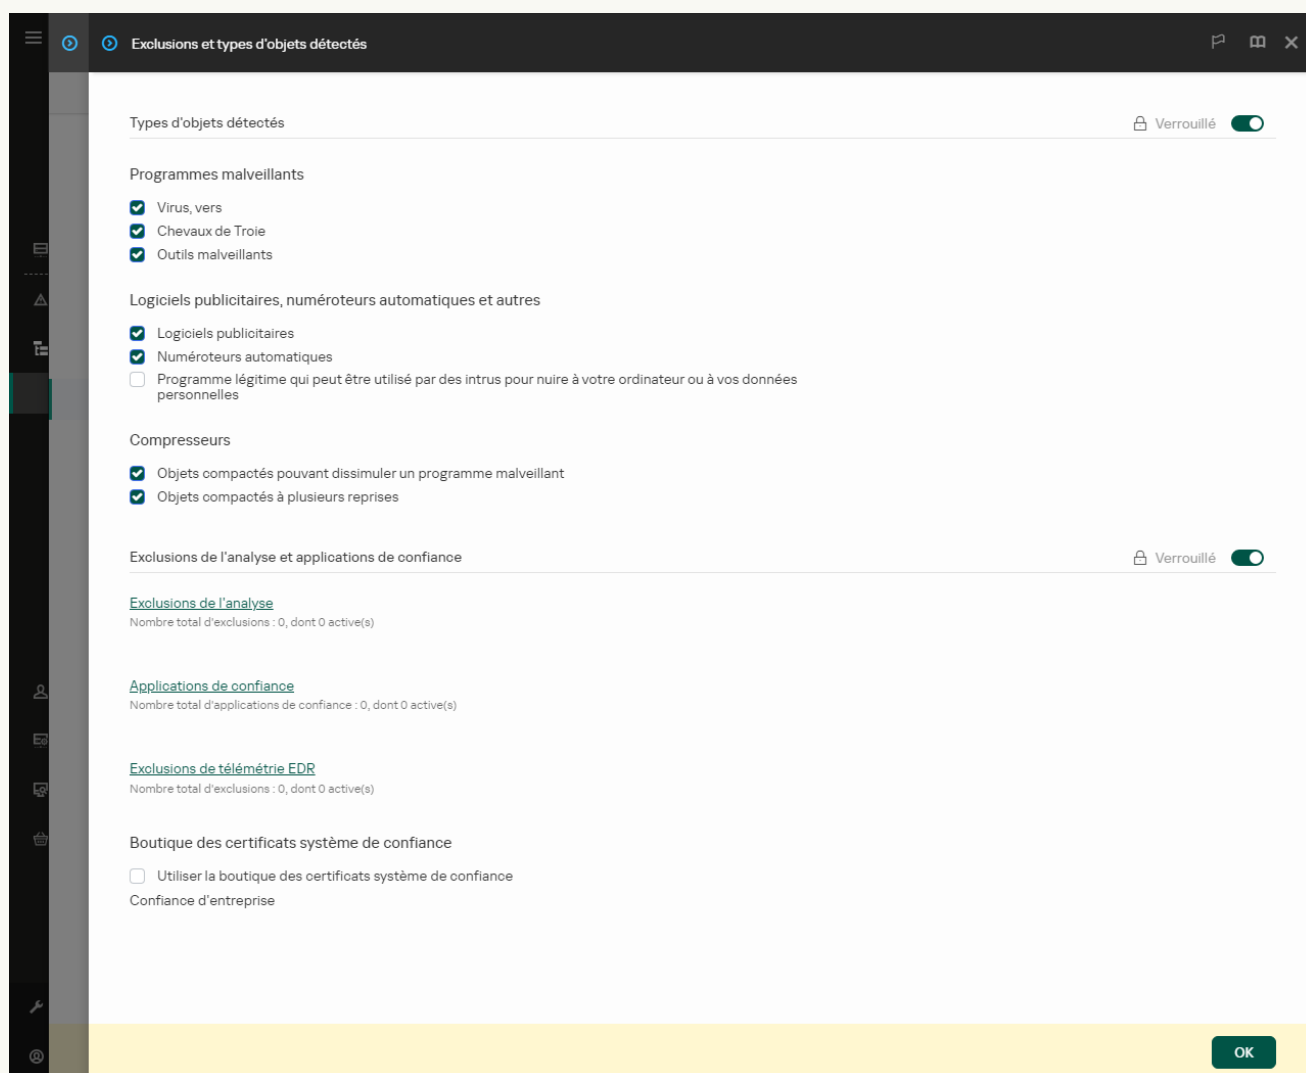 Exclusions et types d'objets détectés
Types d'objets détectés
Verrouillé
Programmes malveillants
Virus, vers
Chevaux de Troie
Outils malveillants
Logiciels publicitaires, numéroteurs automatiques et autres
Logiciels publicitaires
Numéroteurs automatiques
Programme légitime qui peut être utilisé par des intrus pour nuire à votre ordinateur ou à vos données
personnelles
Compresseurs
Objets compactés pouvant dissimuler un programme malveillant
Objets compactés à plusieurs reprises
Exclusions de l'analyse et applications de confiance
Verrouillé
Exclusions de l'analyse
Nombre total d'exclusions : 0, dont 0 active(s)
Applications de confiance
Nombre total d'applications de confiance : 0, dont 0 active(s)
Exclusions de télémétrie EDR
Nombre total d'exclusions : 0, dont 0 active(s)
Boutique des certificats système de confiance
Utiliser la boutique des certificats système de confiance
Confiance d'entreprise
OK